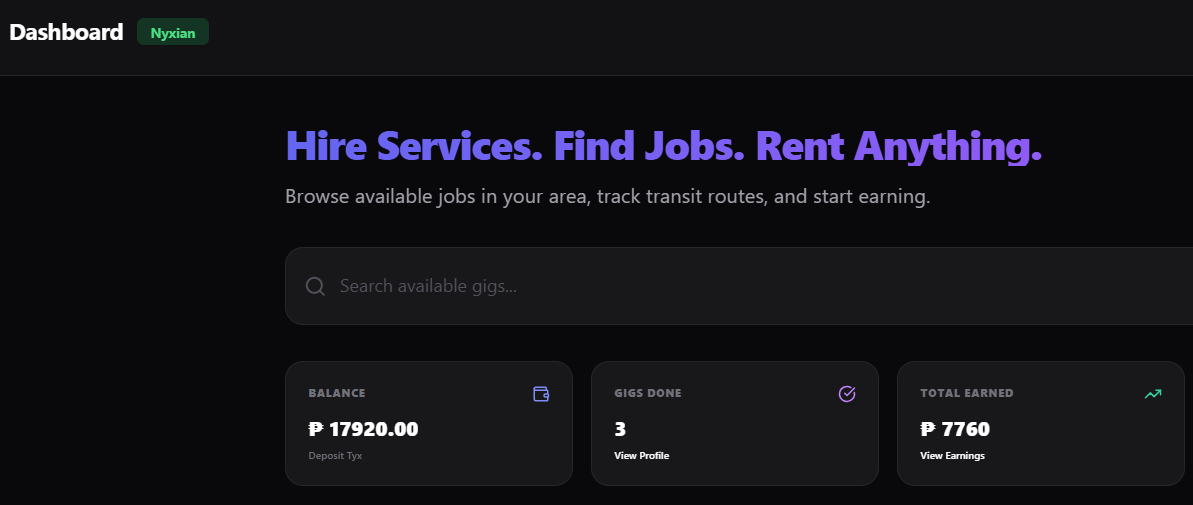 Dashboard Nyxian
Hire Services. Find Jobs. Rent Anything.
Browse available jobs in your area, track transit routes, and start earning.
Search available gigs...
BALANCE
₱ 17920.00
Deposit Tyx
GIGS DONE
3
View Profile
TOTAL EARNED
₱ 7760
View Earnings